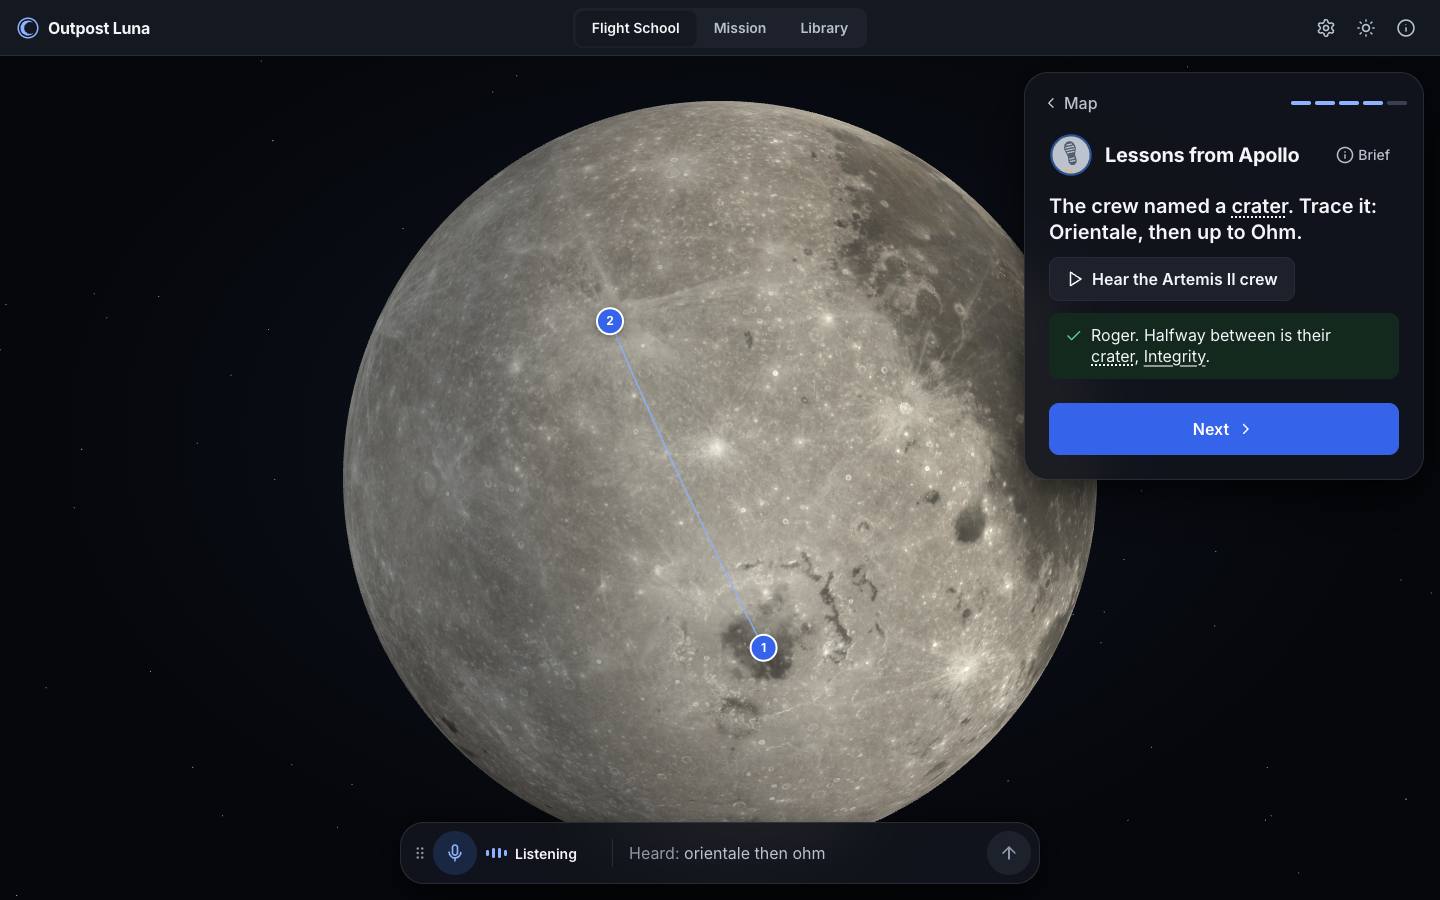 Outpost Luna
Flight School
Mission
Library
Map
Lessons from Apollo
Brief
The crew named a crater. Trace it:
Orientale, then up to Ohm.
Hear the Artemis II crew
Roger. Halfway between is their
crater, Integrity.
Next
2
1
Listening
Heard: orientale then ohm